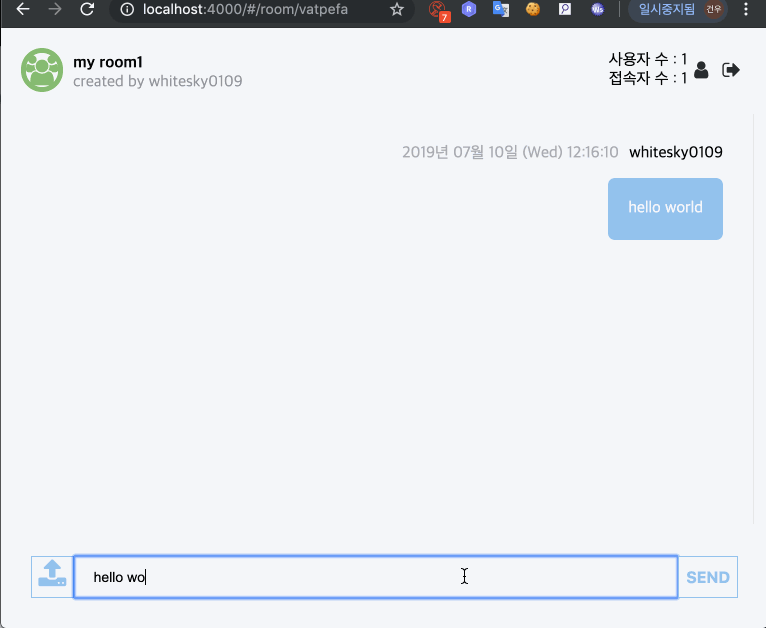 localhost:4000/#/room/vatpefa
7
일시중지됨 건우
my room1
created by whitesky0109
사용자 수 : 1
접속자 수 : 1
2019년 07월 10일 (Wed) 12:16:10 whitesky0109
hello world
hello wo
SEND